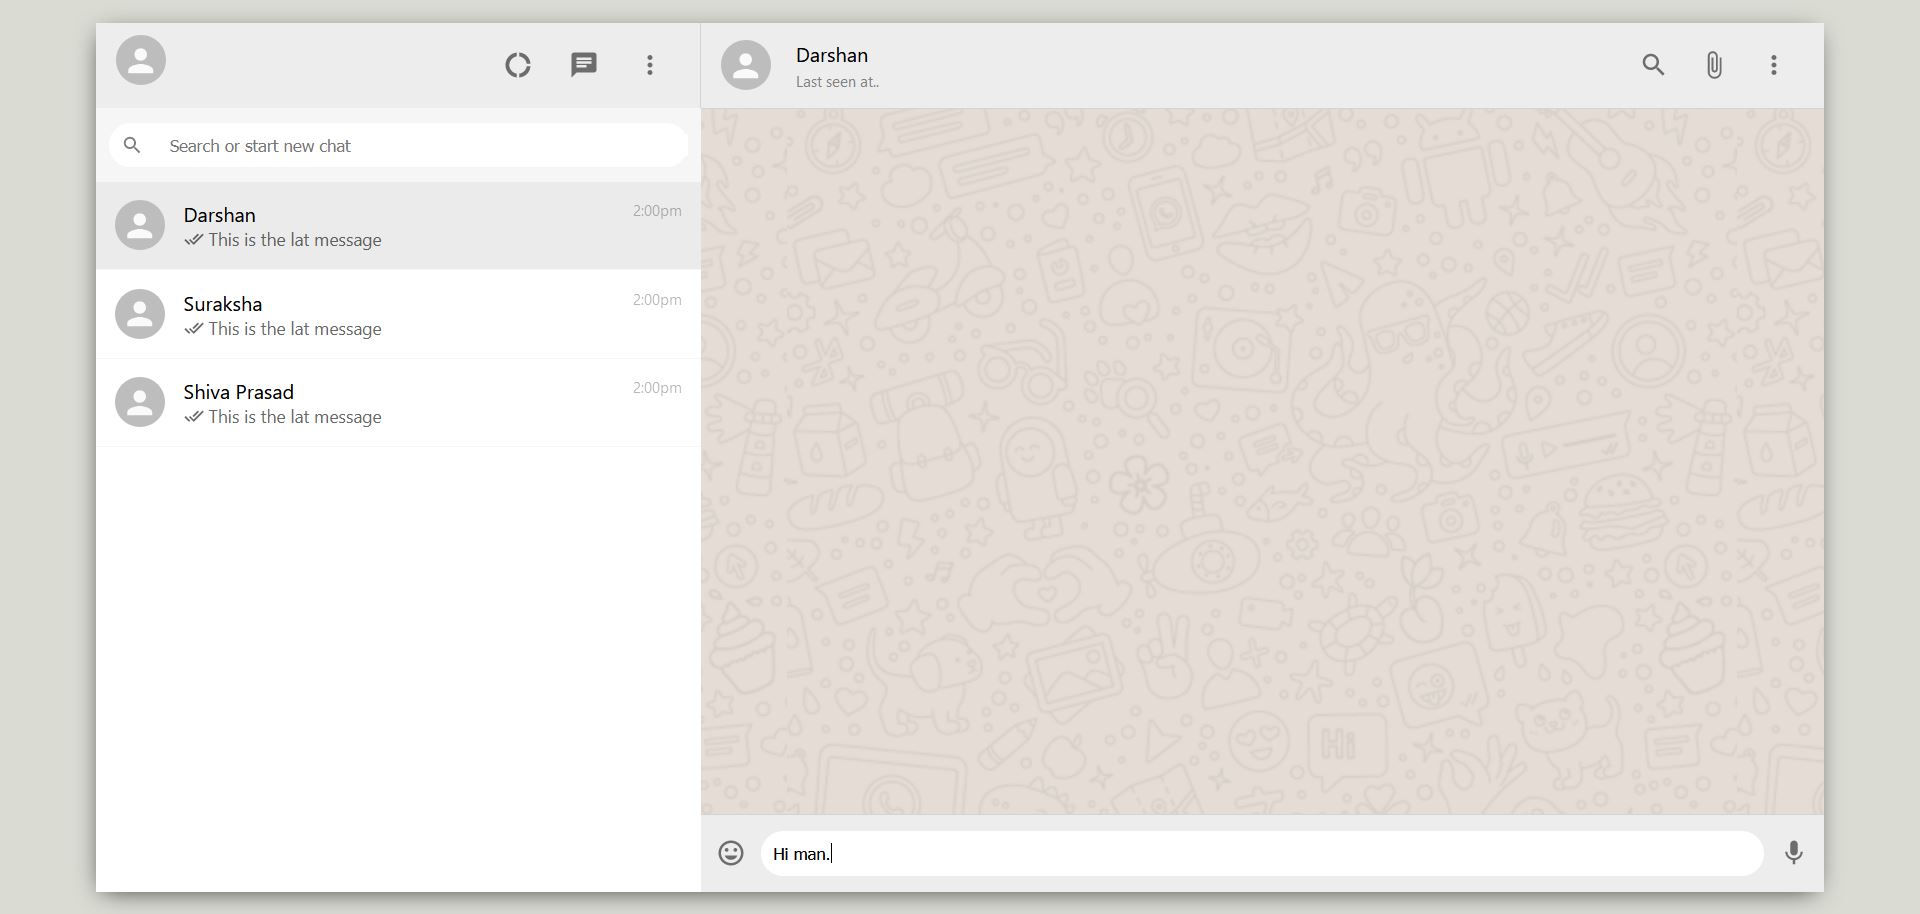 Darshan
Last seen at..
Search or start new chat
Darshan
2:00pm
This is the lat message
Suraksha
2:00pm
This is the lat message
Shiva Prasad
2:00pm
This is the lat message
Hi
Hi man.